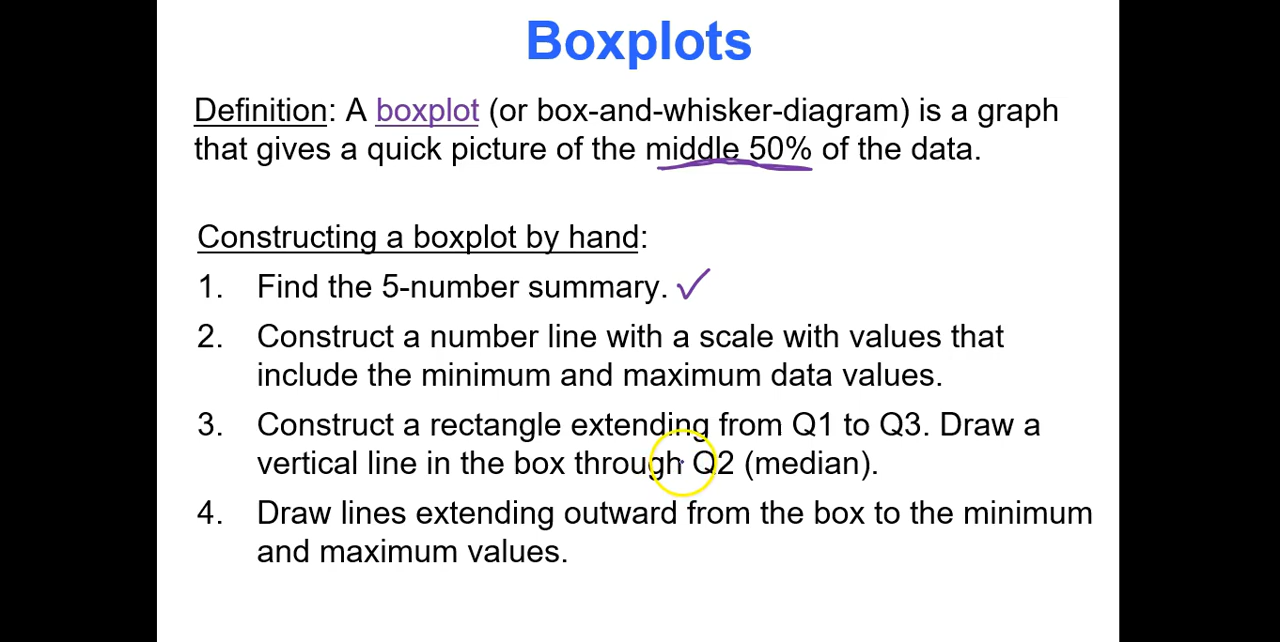 Boxplots
Definition: A boxplot (or box-and-whisker-diagram) is a graph
that gives a quick picture of the middle 50% of the data.
Constructing a boxplot by hand:
1. Find the 5-number summary. ✓
2. Construct a number line with a scale with values that
include the minimum and maximum data values.
3. Construct a rectangle extending from Q1 to Q3. Draw a
vertical line in the box through Q2 (median).
4. Draw lines extending outward from the box to the minimum
and maximum values.